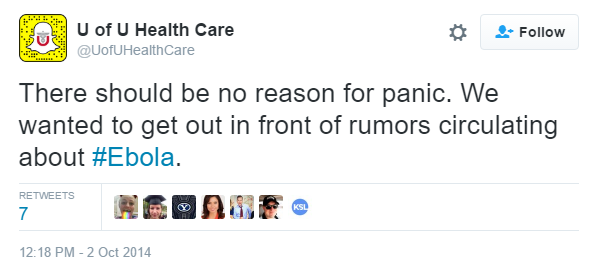 U of U Health Care
@UofUHealthCare
Follow
There should be no reason for panic. We
wanted to get out in front of rumors circulating
about #Ebola.
RETWEETS
7
KSL
12:18 PM - 2 Oct 2014